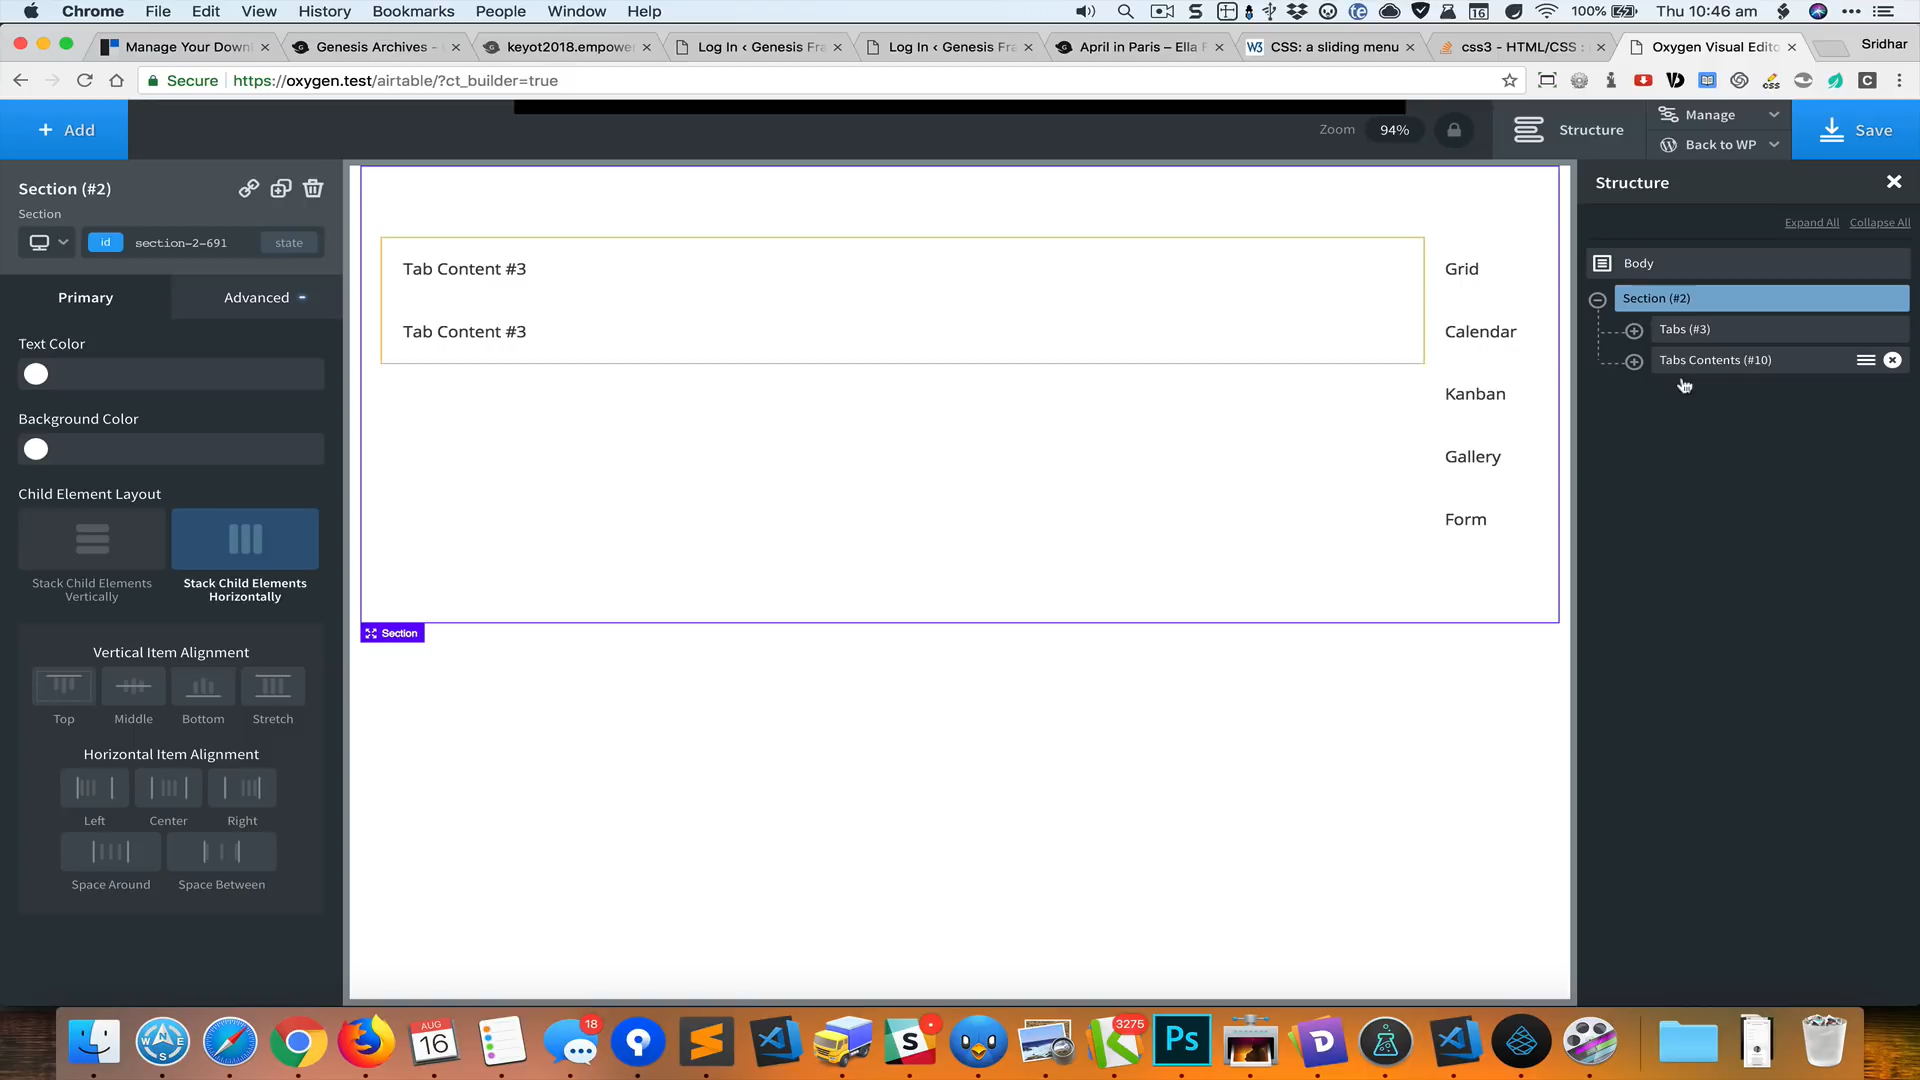 Chrome File Edit View History Bookmarks People Window Help 100% Thu 10:46 am
Manage Your Downl Genesis Archives - keyot2018.empowe Log In ‹ Genesis Fra Log In ‹ Genesis Fra April in Paris – Ella F W3 CSS: a sliding menu css3 - HTML/CSS : Oxygen Visual Edito Sridhar
Secure https://oxygen.test/airtable/?ct_builder=true
+ Add
Zoom 94%
Structure
Manage
Back to WP
Save
Section (#2)
Section
id section-2-691 state
Primary Advanced
Text Color
Background Color
Child Element Layout
Stack Child Elements Vertically
Stack Child Elements Horizontally
Vertical Item Alignment
Top Middle Bottom Stretch
Horizontal Item Alignment
Left Center Right
Space Around Space Between
Tab Content #3
Tab Content #3
Grid
Calendar
Kanban
Gallery
Form
Section
Structure
Expand All Collapse All
Body
Section (#2)
Tabs (#3)
Tabs Contents (#10)
AUG
16
18
3275
Ps